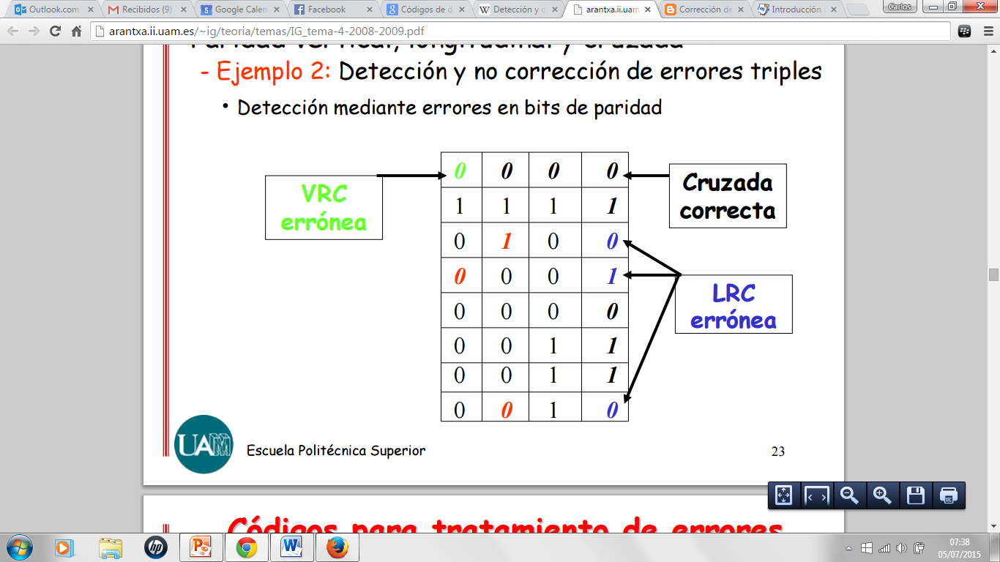 Outlook.com
Recibidos (9)
Google Calen
Facebook
Códigos de d
Detección y c
arantxa.ii.uam
Corrección de
Introducción
Carlos
arantxa.ii.uam.es/~ig/teoria/temas/IG_tema-4-2008-2009.pdf
Paridad vertical, longitudinal y cruzada
- Ejemplo 2: Detección y no corrección de errores triples
• Detección mediante errores en bits de paridad
VRC
errónea
0 0 0 0
1 1 1 1
0 1 0 0
0 0 0 1
0 0 0 0
0 0 1 1
0 0 1 1
0 0 1 0
Cruzada
correcta
LRC
errónea
UAM
Escuela Politécnica Superior
23
Códigos para tratamiento de errores
07:38
05/07/2015